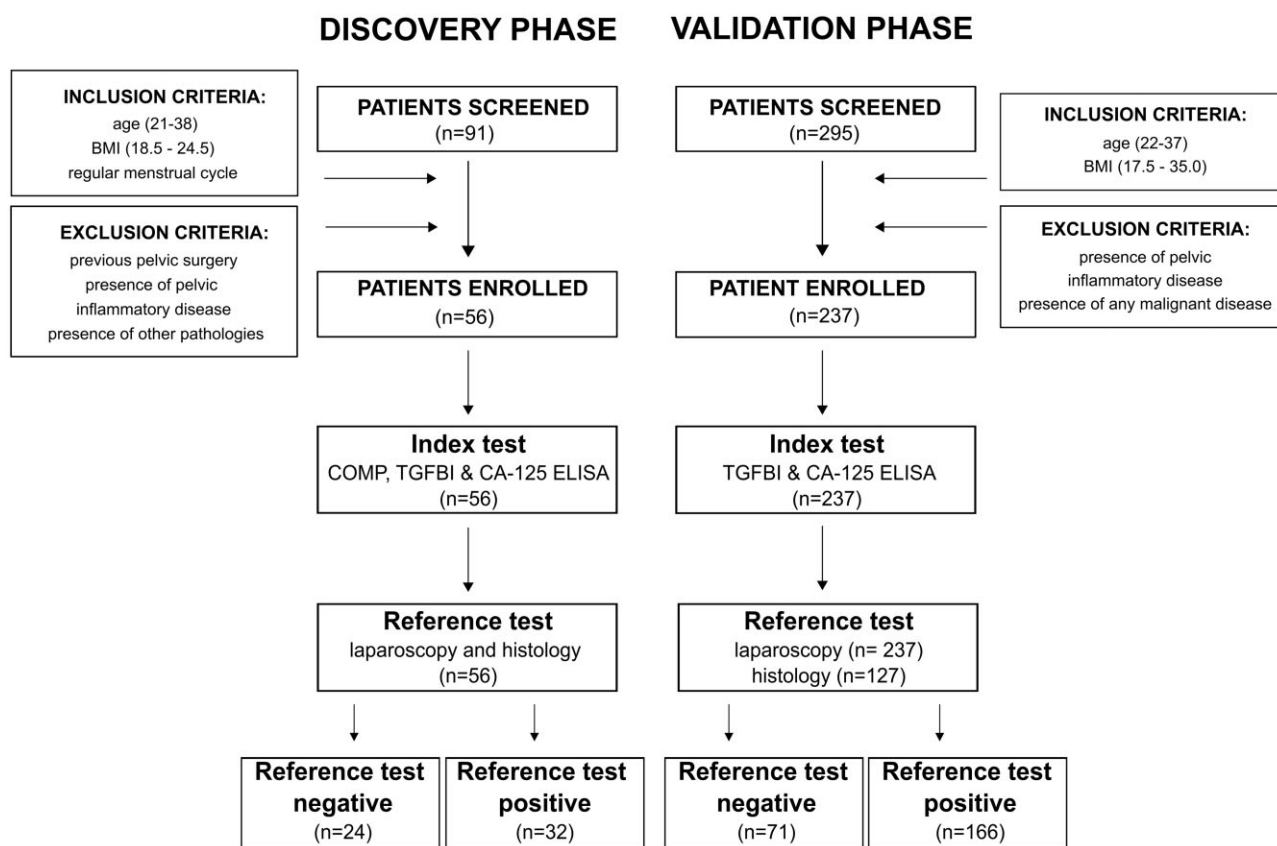 DISCOVERY PHASE
VALIDATION PHASE
INCLUSION CRITERIA:
age (21-38)
BMI (18.5 - 24.5)
regular menstrual cycle
EXCLUSION CRITERIA:
previous pelvic surgery
presence of pelvic
inflammatory disease
presence of other pathologies
PATIENTS SCREENED
(n=91)
PATIENTS ENROLLED
(n=56)
Index test
COMP, TGFBI & CA-125 ELISA
(n=56)
Reference test
laparoscopy and histology
(n=56)
Reference test
negative
(n=24)
Reference test
positive
(n=32)
PATIENTS SCREENED
(n=295)
INCLUSION CRITERIA:
age (22-37)
BMI (17.5 - 35.0)
EXCLUSION CRITERIA:
presence of pelvic
inflammatory disease
presence of any malignant disease
PATIENT ENROLLED
(n=237)
Index test
TGFBI & CA-125 ELISA
(n=237)
Reference test
laparoscopy (n= 237)
histology (n=127)
Reference test
negative
(n=71)
Reference test
positive
(n=166)